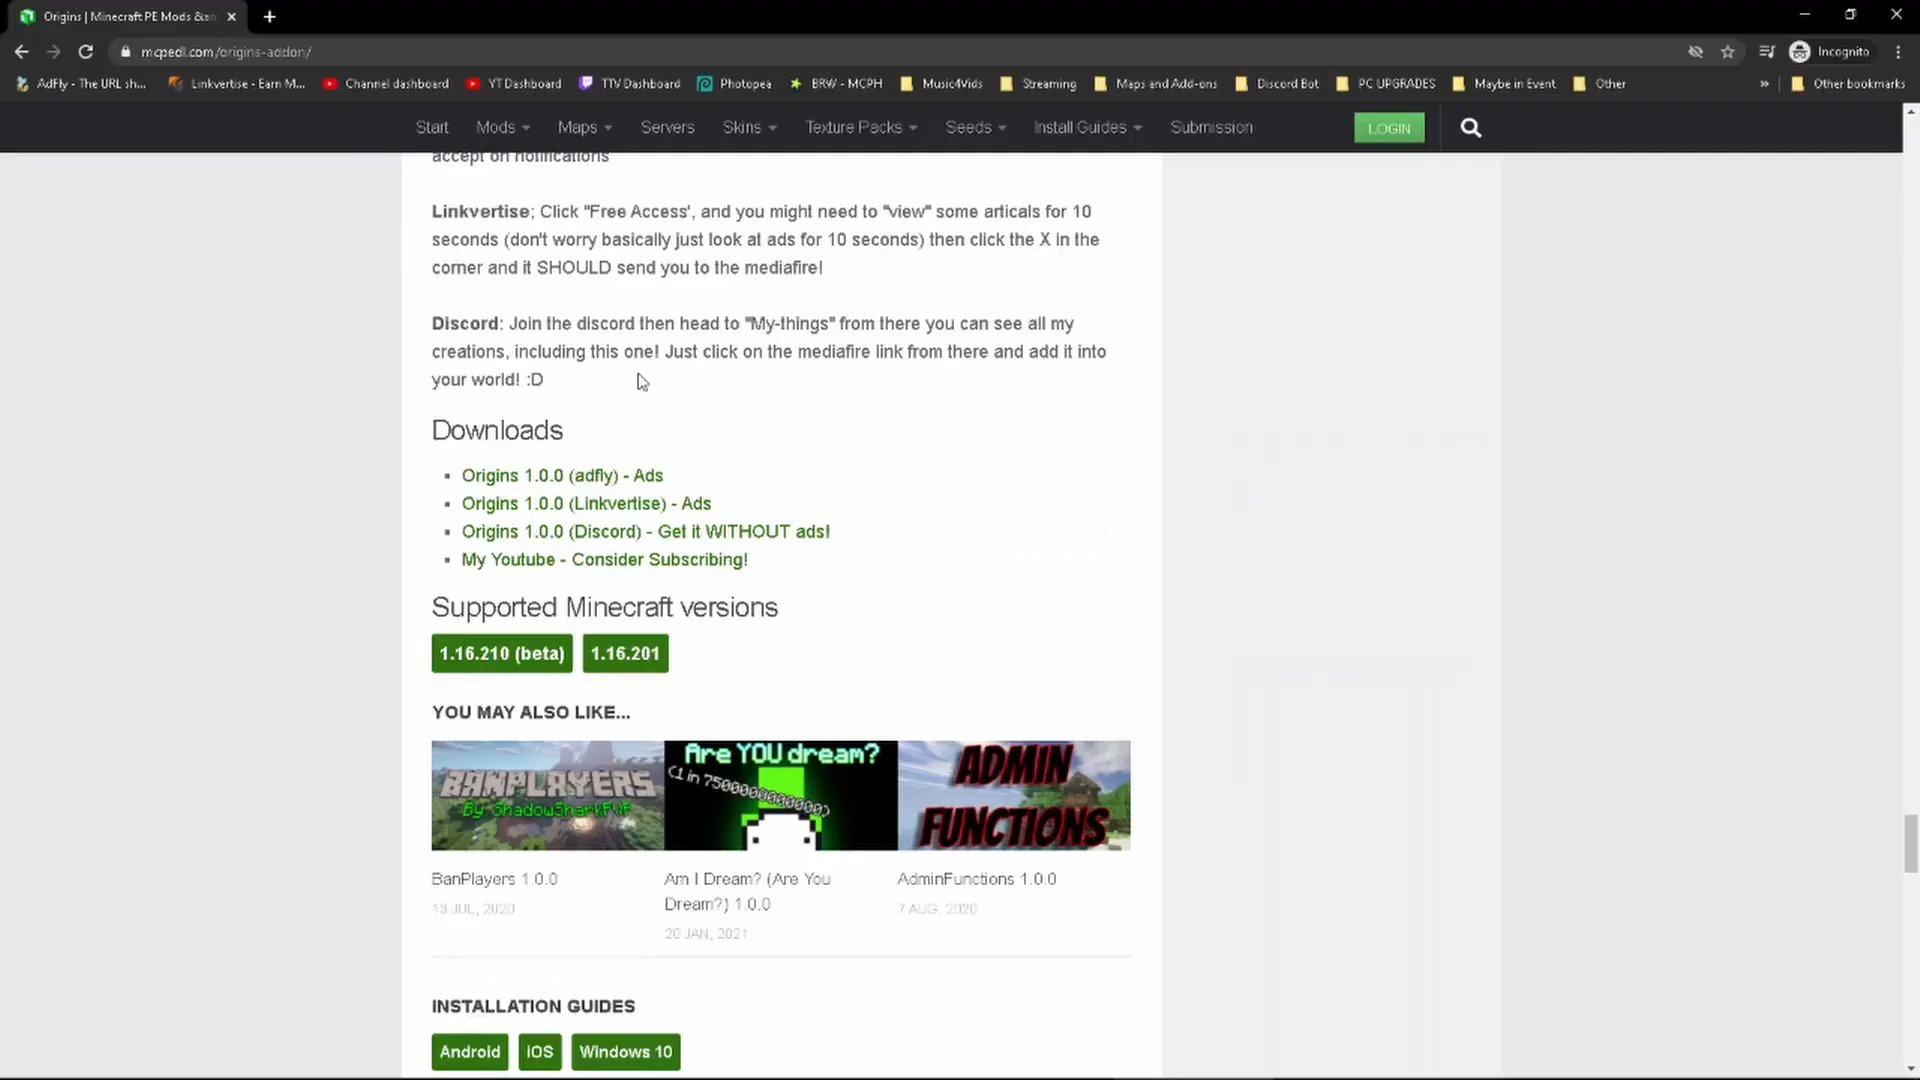 Origins | Minecraft PE Mods &am
mcpedl.com/origins-addon/
Incognito
AdFly - The URL sh...
Linkvertise - Earn M...
Channel dashboard
YT Dashboard
TTV Dashboard
Photopea
BRW - MCPH
Music4Vids
Streaming
Maps and Add-ons
Discord Bot
PC UPGRADES
Maybe in Event
Other
»
Other bookmarks
Start
Mods
Maps
Servers
Skins
Texture Packs
Seeds
Install Guides
Submission
LOGIN
accept on notifications
Linkvertise; Click "Free Access', and you might need to "view" some articals for 10
seconds (don't worry basically just look at ads for 10 seconds) then click the X in the
corner and it SHOULD send you to the mediafire!
Discord: Join the discord then head to "My-things" from there you can see all my
creations, including this one! Just click on the mediafire link from there and add it into
your world! :D
Downloads
Origins 1.0.0 (adfly) - Ads
Origins 1.0.0 (Linkvertise) - Ads
Origins 1.0.0 (Discord) - Get it WITHOUT ads!
My Youtube - Consider Subscribing!
Supported Minecraft versions
1.16.210 (beta)
1.16.201
YOU MAY ALSO LIKE...
BANPLAYERS
By ShadowSharkPVP
Are YOU dream?
ADMIN
FUNCTIONS
BanPlayers 1.0.0
13 JUL, 2020
Am I Dream? (Are You
Dream?) 1.0.0
20 JAN, 2021
AdminFunctions 1.0.0
7 AUG, 2020
INSTALLATION GUIDES
Android
iOS
Windows 10